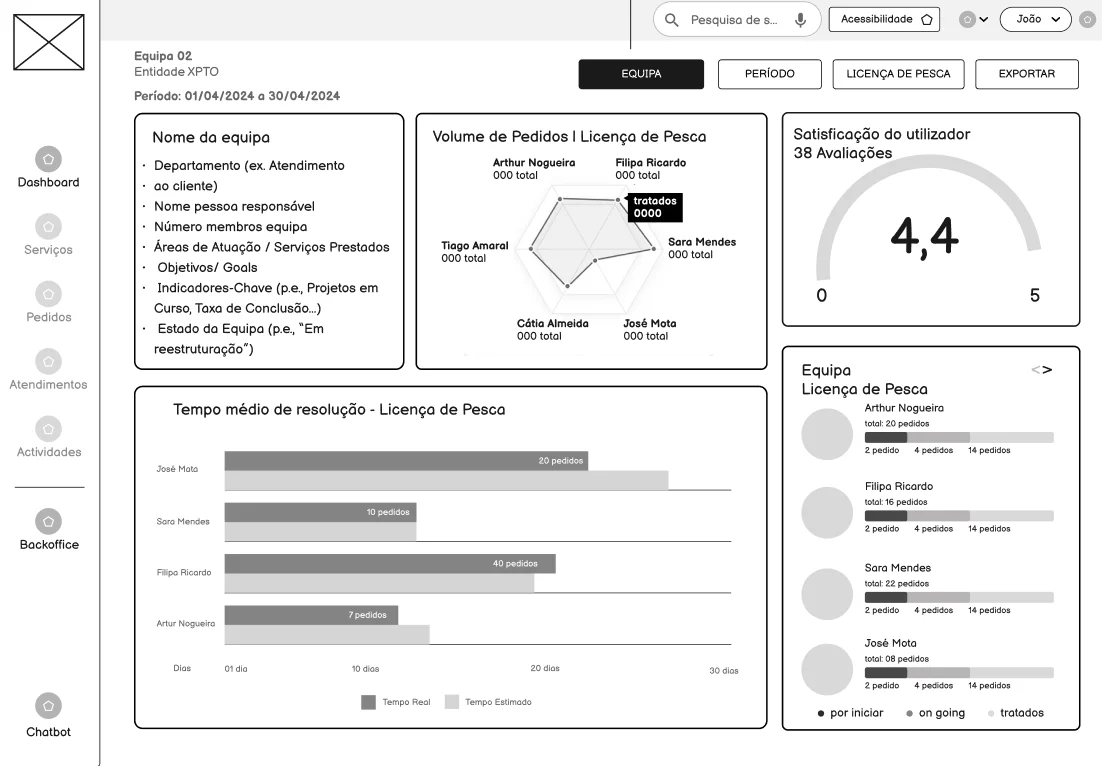 Pesquisa de s...
Acessibilidade
João
Equipa 02
Entidade XPTO
Período: 01/04/2024 a 30/04/2024
EQUIPA
PERÍODO
LICENÇA DE PESCA
EXPORTAR
Dashboard
Serviços
Pedidos
Atendimentos
Actividades
Backoffice
Chatbot
Nome da equipa
· Departamento (ex. Atendimento
· ao cliente)
· Nome pessoa responsável
· Número membros equipa
· Áreas de Atuação / Serviços Prestados
· Objetivos/ Goals
· Indicadores-Chave (p.e., Projetos em
Curso, Taxa de Conclusão...)
· Estado da Equipa (p.e., “Em
reestruturação”)
Volume de Pedidos | Licença de Pesca
Arthur Nogueira
000 total
Filipa Ricardo
000 total
tratados
0000
Tiago Amaral
000 total
Sara Mendes
000 total
Cátia Almeida
000 total
José Mota
000 total
Satisfação do utilizador
38 Avaliações
4,4
0
5
Tempo médio de resolução - Licença de Pesca
José Mota
20 pedidos
Sara Mendes
10 pedidos
Filipa Ricardo
40 pedidos
Artur Nogueira
7 pedidos
Dias
01 dia
10 dias
20 dias
30 dias
Tempo Real
Tempo Estimado
Equipa
<>
Licença de Pesca
Arthur Nogueira
total: 20 pedidos
2 pedido 4 pedidos 14 pedidos
Filipa Ricardo
total: 16 pedidos
2 pedido 4 pedidos 14 pedidos
Sara Mendes
total: 22 pedidos
2 pedido 4 pedidos 14 pedidos
José Mota
total: 08 pedidos
2 pedido 4 pedidos 14 pedidos
por iniciar
on going
tratados